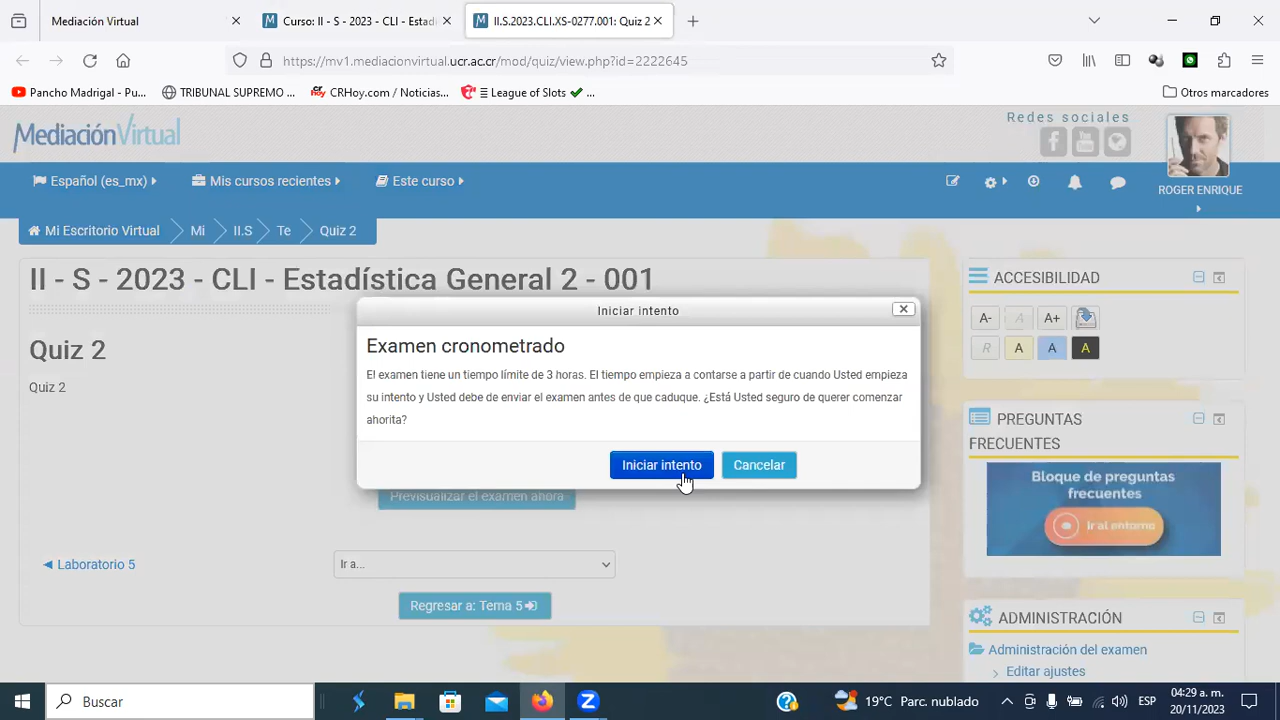 Mediación Virtual
Curso: II - S - 2023 - CLI - Estadí
II.S.2023.CLI.XS-0277.001: Quiz 2
https://mv1.mediacionvirtual.ucr.ac.cr/mod/quiz/view.php?id=2222645
Pancho Madrigal - Pu...
TRIBUNAL SUPREMO ...
CRHoy.com / Noticias...
League of Slots ...
Otros marcadores
MediaciónVirtual
Redes sociales
Español (es_mx)
Mis cursos recientes
Este curso
ROGER ENRIQUE
Mi Escritorio Virtual
Mi
II.S
Te
Quiz 2
II - S - 2023 - CLI - Estadística General 2 - 001
Quiz 2
Quiz 2
Iniciar intento
Examen cronometrado
El examen tiene un tiempo límite de 3 horas. El tiempo empieza a contarse a partir de cuando Usted empieza
su intento y Usted debe de enviar el examen antes de que caduque. ¿Está Usted seguro de querer comenzar
ahorita?
Iniciar intento
Cancelar
Previsualizar el examen ahora
Laboratorio 5
Ir a...
Regresar a: Tema 5
ACCESIBILIDAD
A-
A
A+
R
A
A
A
PREGUNTAS
FRECUENTES
Bloque de preguntas
frecuentes
Ir al entorno
ADMINISTRACIÓN
Administración del examen
Editar ajustes
Buscar
19°C
Parc. nublado
ESP
04:29 a. m.
20/11/2023